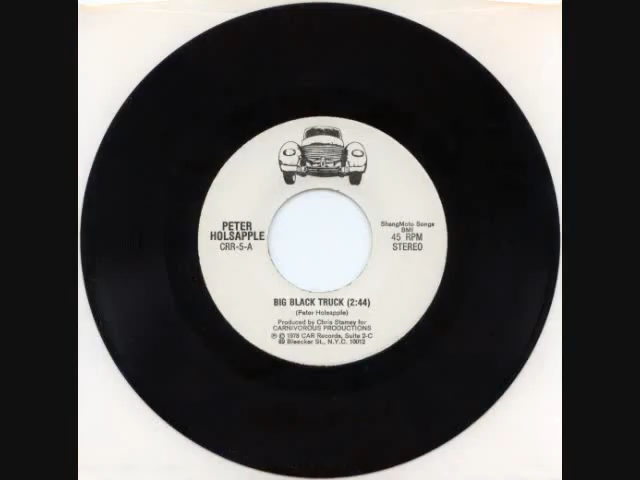 PETER
HOLSAPPLE
CRR-5-A
ShangMoto Songs
BMI
45 RPM
STEREO
BIG BLACK TRUCK (2:44)
(Peter Holsapple)
Produced by Chris Stamey for
CARNIVOROUS PRODUCTIONS
℗ © 1978 CAR Records, Suite 2-C
89 Bleecker St., N.Y.C. 10012